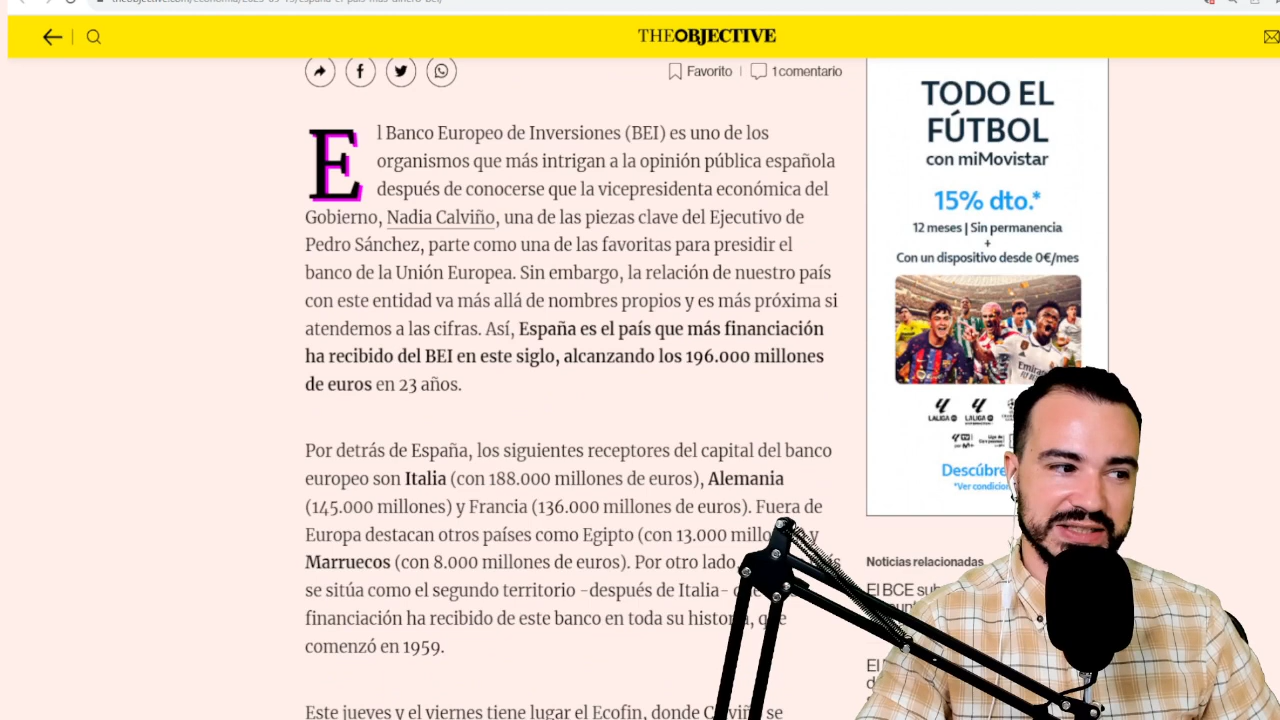 THEOBJECTIVE
Favorito | 1 comentario
El Banco Europeo de Inversiones (BEI) es uno de los
organismos que más intrigan a la opinión pública española
después de conocerse que la vicepresidenta económica del
Gobierno, Nadia Calviño, una de las piezas clave del Ejecutivo de
Pedro Sánchez, parte como una de las favoritas para presidir el
banco de la Unión Europea. Sin embargo, la relación de nuestro país
con este entidad va más allá de nombres propios y es más próxima si
atendemos a las cifras. Así, España es el país que más financiación
ha recibido del BEI en este siglo, alcanzando los 196.000 millones
de euros en 23 años.
Por detrás de España, los siguientes receptores del capital del banco
europeo son Italia (con 188.000 millones de euros), Alemania
(145.000 millones) y Francia (136.000 millones de euros). Fuera de
Europa destacan otros países como Egipto (con 13.000 millo y
Marruecos (con 8.000 millones de euros). Por otro lado,
se sitúa como el segundo territorio -después de Italia-
financiación ha recibido de este banco en toda su historia, que
comenzó en 1959.
Este jueves y el viernes tiene lugar el Ecofin, donde Calviño se
TODO EL
FÚTBOL
con miMovistar
15% dto.*
12 meses | Sin permanencia
+
Con un dispositivo desde 0€/mes
LALIGA LALIGA
Descúbre
*Ver condicion
Noticias relacionadas
El BCE sub
El